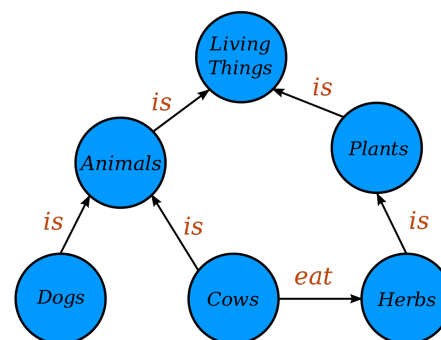 Living
Things
is
is
Animals
Plants
is
is
is
eat
Dogs
Cows
Herbs